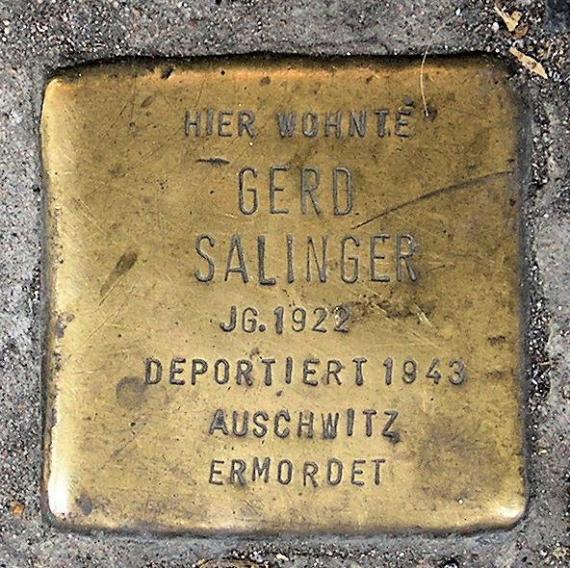 HIER WOHNTE
GERD
SALINGER
JG. 1922
DEPORTIERT 1943
AUSCHWITZ
ERMORDET